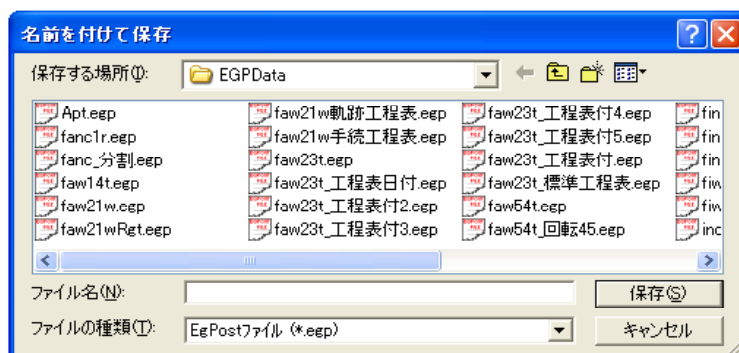 名前を付けて保存
保存する場所(I):
EGPData
Apt.egp
fanc1r.egp
fanc_分割.egp
faw14t.egp
faw21w.egp
faw21wRgt.egp
faw21w軌跡工程表.egp
faw21w手続工程表.egp
faw23t.egp
faw23t_工程表日付.egp
faw23t_工程表付2.egp
faw23t_工程表付3.egp
faw23t_工程表付4.egp
faw23t_工程表付5.egp
faw23t_工程表付.egp
faw23t_標準工程表.egp
faw54t.egp
faw54t_回転45.egp
fin
fin
fin
fiw
fiw
inc
ファイル名(N):
保存(S)
ファイルの種類(T):
EgPostファイル (*.egp)
キャンセル